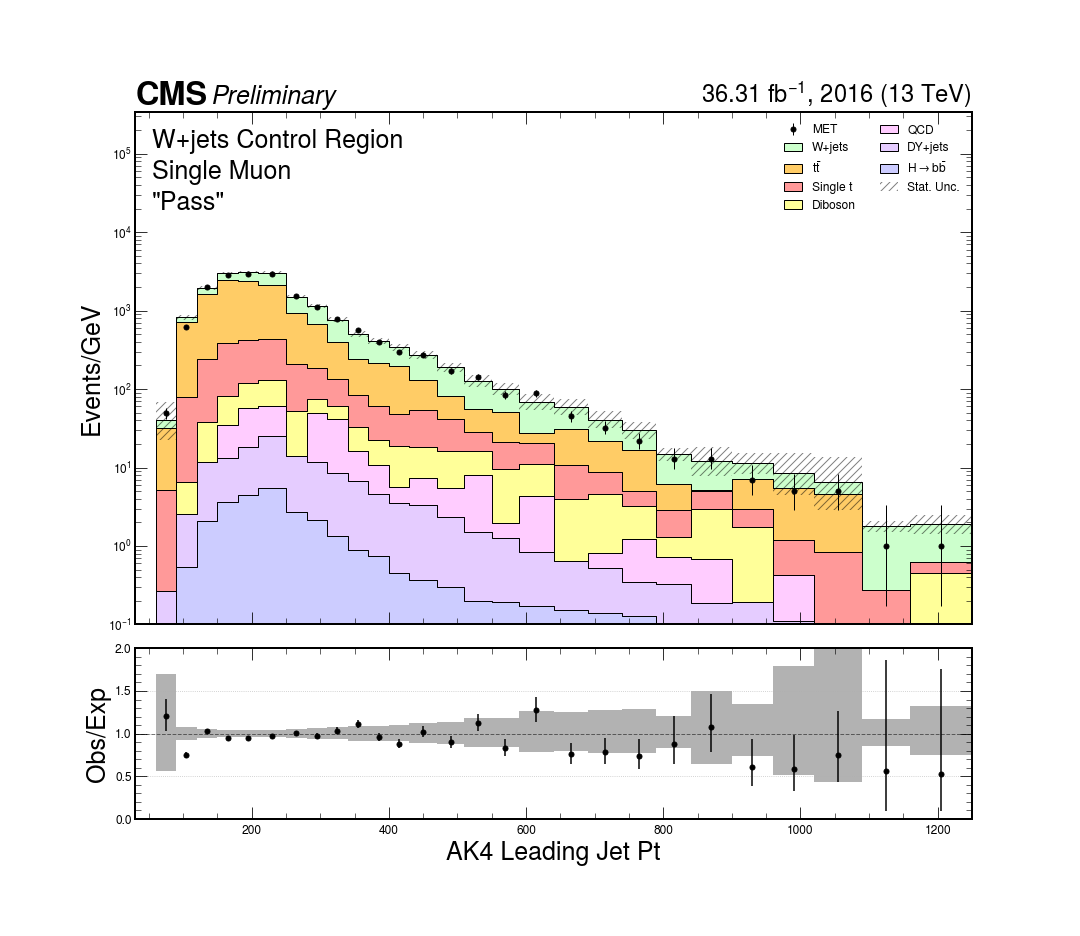 CMS Preliminary
36.31 fb⁻¹, 2016 (13 TeV)
W+jets Control Region
Single Muon
"Pass"
MET
W+jets
tt̄
Single t
Diboson
QCD
DY+jets
H→bb̄
Stat. Unc.
Events/GeV
10⁵
10⁴
10³
10²
10¹
10⁰
10⁻¹
Obs/Exp
2.0
1.5
1.0
0.5
0.0
200 400 600 800 1000 1200
AK4 Leading Jet Pt